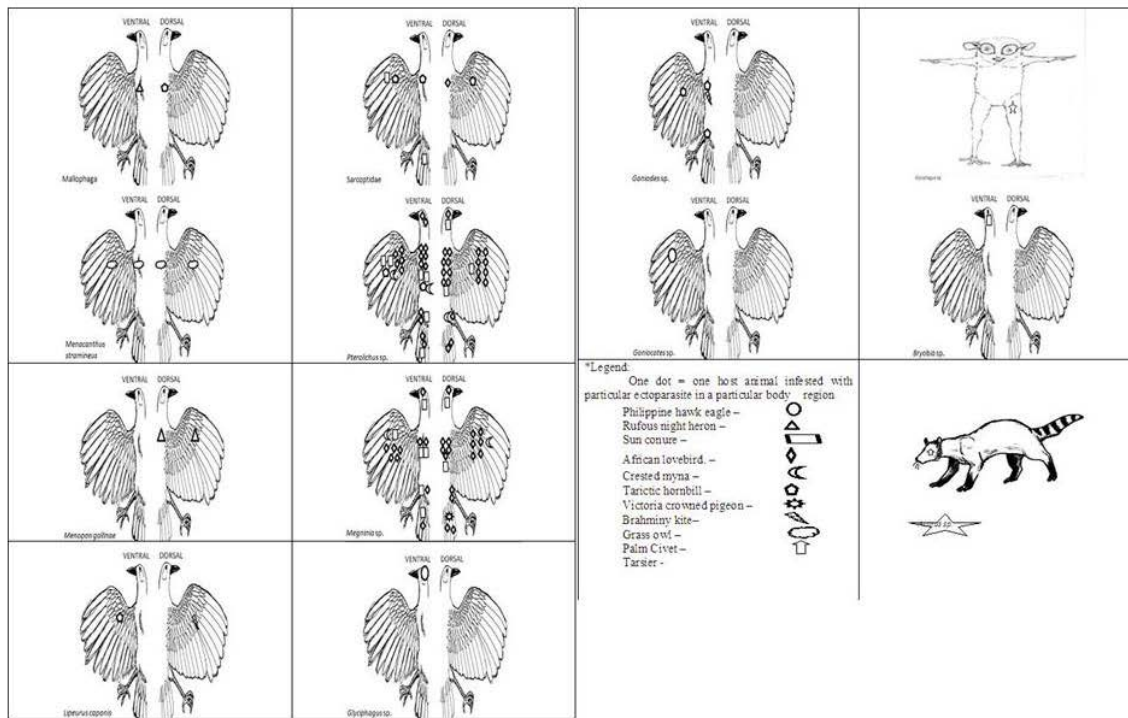 VENTRAL DORSAL
Mallophaga
VENTRAL DORSAL
Sarcoptidae
VENTRAL DORSAL
Goniodes sp.
VENTRAL DORSAL
Menacanthus
stramineus
VENTRAL DORSAL
Pterolichus sp.
VENTRAL DORSAL
Goniocotes sp.
VENTRAL DORSAL
Bryobia sp.
VENTRAL DORSAL
Menopon gallinae
VENTRAL DORSAL
Megninia sp.
*Legend:
One dot = one host animal infested with
particular ectoparasite in a particular body region
Philippine hawk eagle –
Rufous night heron –
Sun conure –
African lovebird. –
Crested myna –
Tarictic hornbill –
Victoria crowned pigeon –
Brahminy kite–
Grass owl –
Palm Civet –
Tarsier -
VENTRAL DORSAL
Lipeurus caponis
VENTRAL DORSAL
Glyciphagus sp.